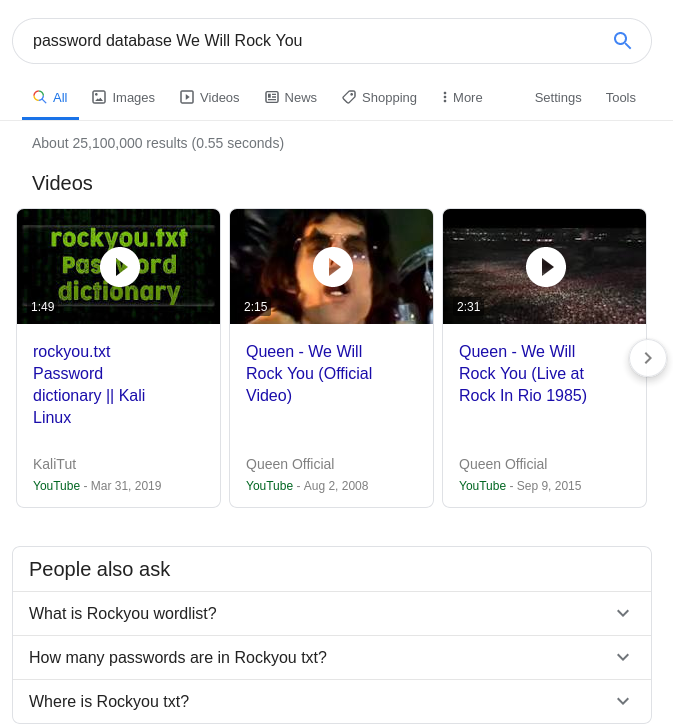 password database We Will Rock You
All Images Videos News Shopping More Settings Tools
About 25,100,000 results (0.55 seconds)
Videos
rockyou.txt
Password
dictionary
1:49
2:15
2:31
rockyou.txt
Password
dictionary || Kali
Linux
KaliTut
YouTube - Mar 31, 2019
Queen - We Will
Rock You (Official
Video)
Queen Official
YouTube - Aug 2, 2008
Queen - We Will
Rock You (Live at
Rock In Rio 1985)
Queen Official
YouTube - Sep 9, 2015
People also ask
What is Rockyou wordlist?
How many passwords are in Rockyou txt?
Where is Rockyou txt?